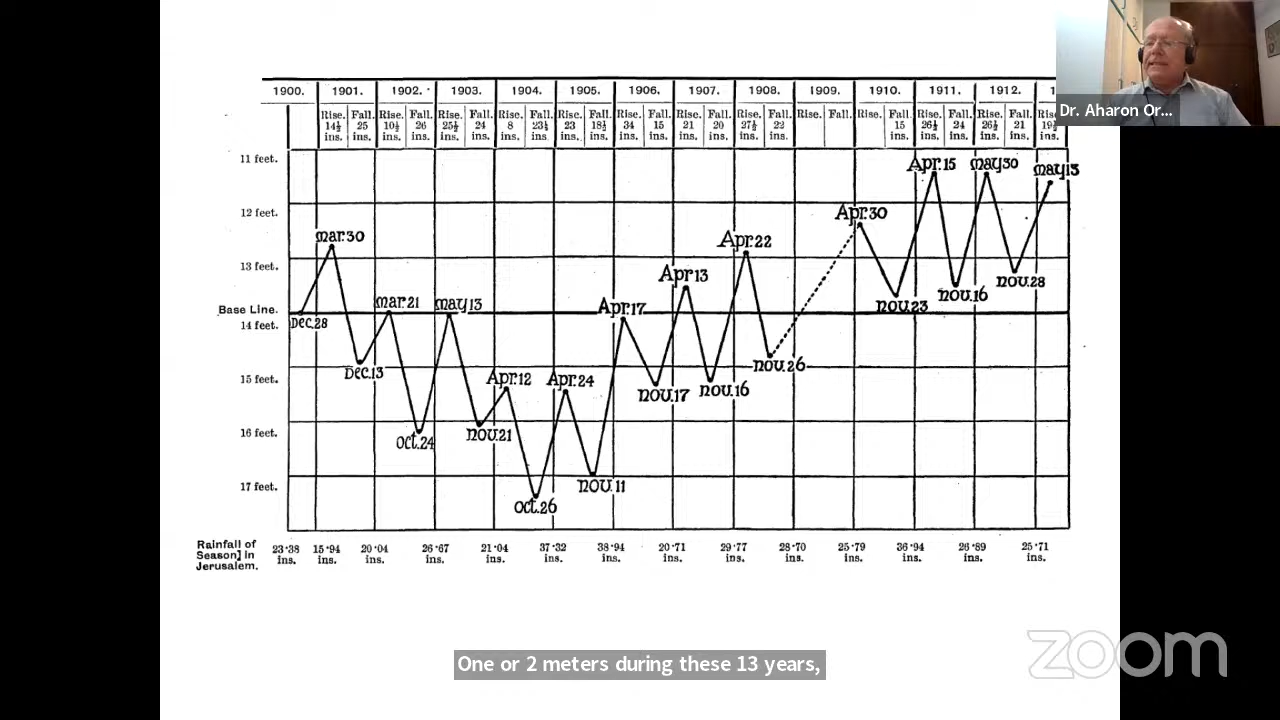 1900. 1901. 1902. 1903. 1904. 1905. 1906. 1907. 1908. 1909. 1910. 1911. 1912. 1
Rise. Fall. Rise. Fall. Rise. Fall. Rise. Fall. Rise. Fall. Rise. Fall. Rise. Fall. Rise. Fall. Rise. Fall. Rise. Fall. Rise. Fall. Rise. Fall.
14½ 25 10½ 26 25½ 24 8 23½ 23 18½ 34 15 21 20 27½ 22 15 26½ 24 26½ 21 19½
ins. ins. ins. ins. ins. ins. ins. ins. ins. ins. ins. ins. ins. ins. ins. ins. ins. ins. ins. ins. ins. ins.
Dr. Aharon Or...
11 feet.
Apr.15 May30 May13
12 feet.
Apr.30
Mar.30
Apr.22
13 feet.
Apr13
Mar.21 May13 Apr.17
Nov.23 Nov.16 Nov.28
Base Line.
14 feet.
Dec.28
Dec.13
Nov.26
15 feet.
Apr.12 Apr.24
Nov.17 Nov.16
16 feet.
Oct.24 Nov.21
17 feet.
Nov.11
Oct.26
Rainfall of
Season in
Jerusalem.
23·38 15·94 20·04 26·67 21·04 37·32 38·94 20·71 29·77 28·70 25·79 36·94 26·89 25·71
ins. ins. ins. ins. ins. ins. ins. ins. ins. ins. ins. ins. ins. ins.
One or 2 meters during these 13 years,
zoom